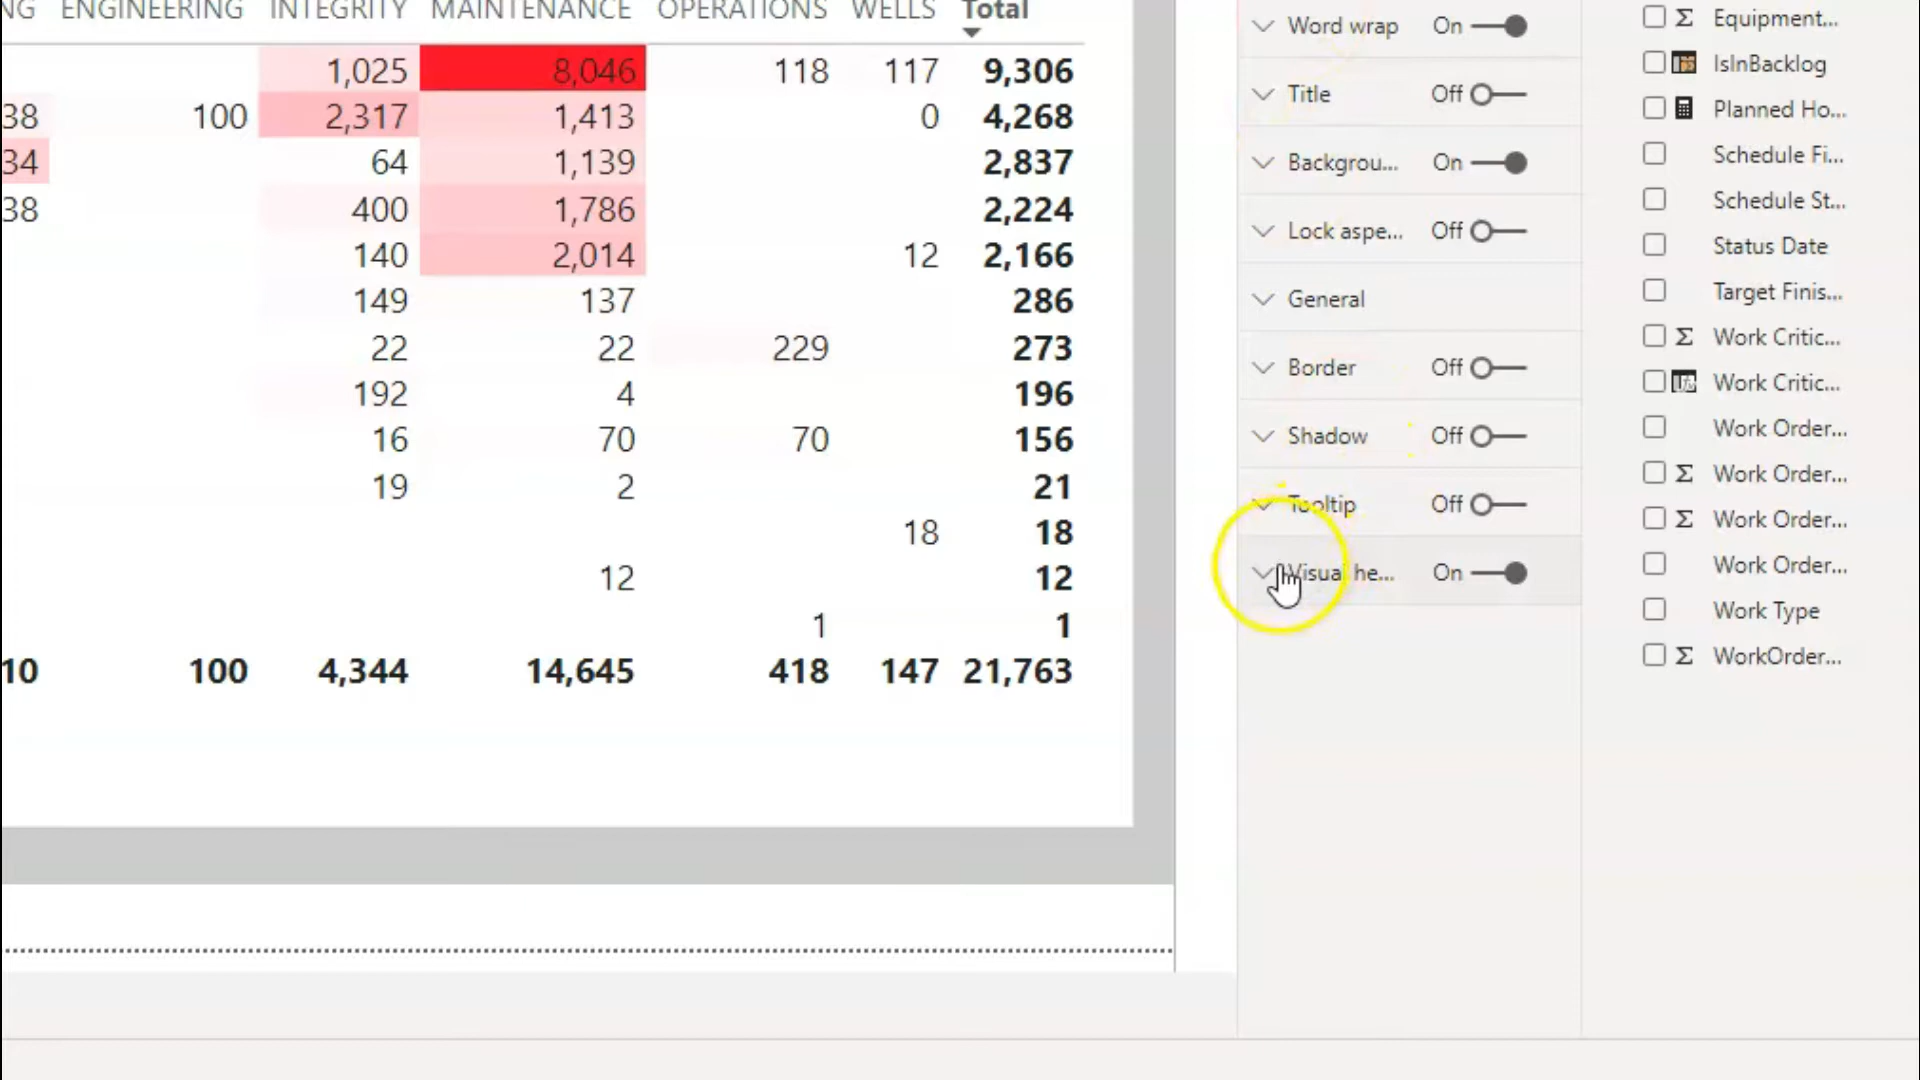 NG ENGINEERING INTEGRITY MAINTENANCE OPERATIONS WELLS Total
1,025 8,046 118 117 9,306
38 100 2,317 1,413 0 4,268
34 64 1,139 2,837
38 400 1,786 2,224
140 2,014 12 2,166
149 137 286
22 22 229 273
192 4 196
16 70 70 156
19 2 21
18 18
12 12
1 1
10 100 4,344 14,645 418 147 21,763
Word wrap On
Title Off
Backgrou... On
Lock aspe... Off
General
Border Off
Shadow Off
Tooltip Off
Visual he... On
Equipment...
IsInBacklog
Planned Ho...
Schedule Fi...
Schedule St...
Status Date
Target Finis...
Work Critic...
Work Critic...
Work Order...
Work Order...
Work Order...
Work Order...
Work Type
WorkOrder...